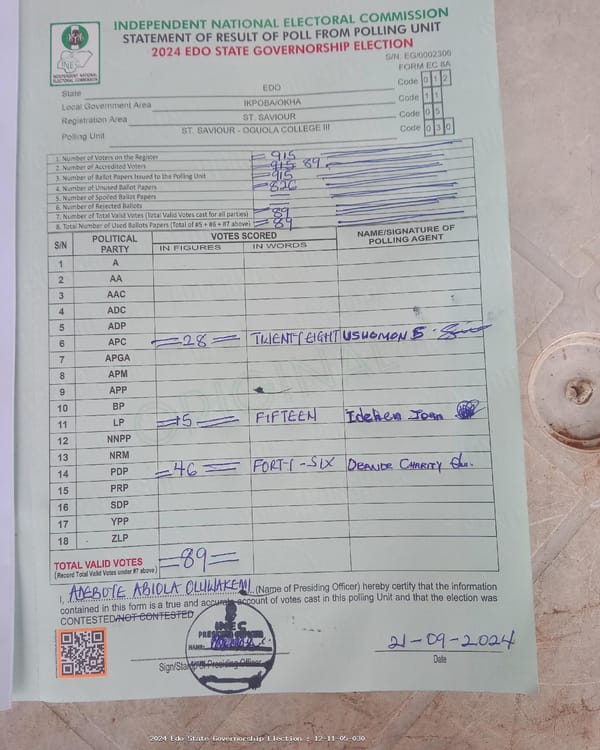 INDEPENDENT NATIONAL ELECTORAL COMMISSION
STATEMENT OF RESULT OF POLL FROM POLLING UNIT
2024 EDO STATE GOVERNORSHIP ELECTION
INEC
INDEPENDENT NATIONAL ELECTORAL COMMISSION
S/N: EG/0002306
FORM EC 8A
State EDO Code 0 1 2
Local Government Area IKPOBA/OKHA Code 1 1
Registration Area ST. SAVIOUR Code 0 5
Polling Unit ST. SAVIOUR - OGUOLA COLLEGE III Code 0 3 0
1. Number of Voters on the Register = 915
2. Number of Accredited Voters = 915 89
3. Number of Ballot Papers Issued to the Polling Unit = 915
4. Number of Unused Ballot Papers = 826
5. Number of Spoiled Ballot Papers
6. Number of Rejected Ballots
7. Number of Total Valid Votes (Total Valid Votes cast for all parties) = 89
8. Total Number of Used Ballots Papers (Total of #5 + #6 + #7 above) = 89
S/N POLITICAL PARTY VOTES SCORED NAME/SIGNATURE OF POLLING AGENT
IN FIGURES IN WORDS
1 A
2 AA
3 AAC
4 ADC
5 ADP
6 APC =28= TWENTY EIGHT USUOMON E.
7 APGA
8 APM
9 APP
10 BP
11 LP =15= FIFTEEN Idehen Joan
12 NNPP
13 NRM
14 PDP =46= FORTY-SIX CHARITY
15 PRP
16 SDP
17 YPP
18 ZLP
TOTAL VALID VOTES =89=
(Record Total Valid Votes under #7 above)
I, ADEBOTE ABIOLA OLUWAKEMI (Name of Presiding Officer) hereby certify that the information
contained in this form is a true and accurate account of votes cast in this polling Unit and that the election was
CONTESTED/NOT CONTESTED
INEC
PRESIDING OFFICER
NAME:
21-09-2024
Sign/Stamp of Presiding Officer
Date
2024 Edo State Governorship Election : 12-11-05-030